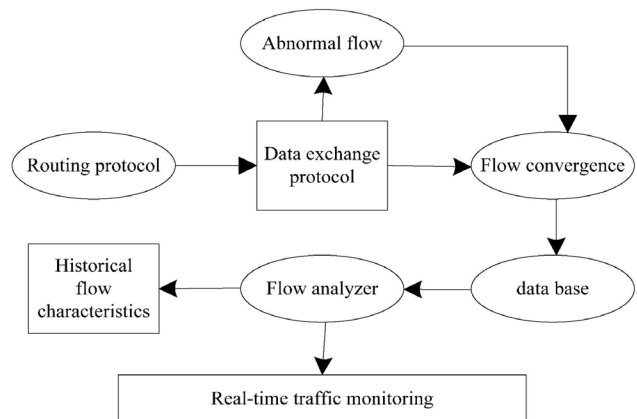 Abnormal flow
Routing protocol
Data exchange
protocol
Flow convergence
Historical
flow
characteristics
Flow analyzer
data base
Real-time traffic monitoring